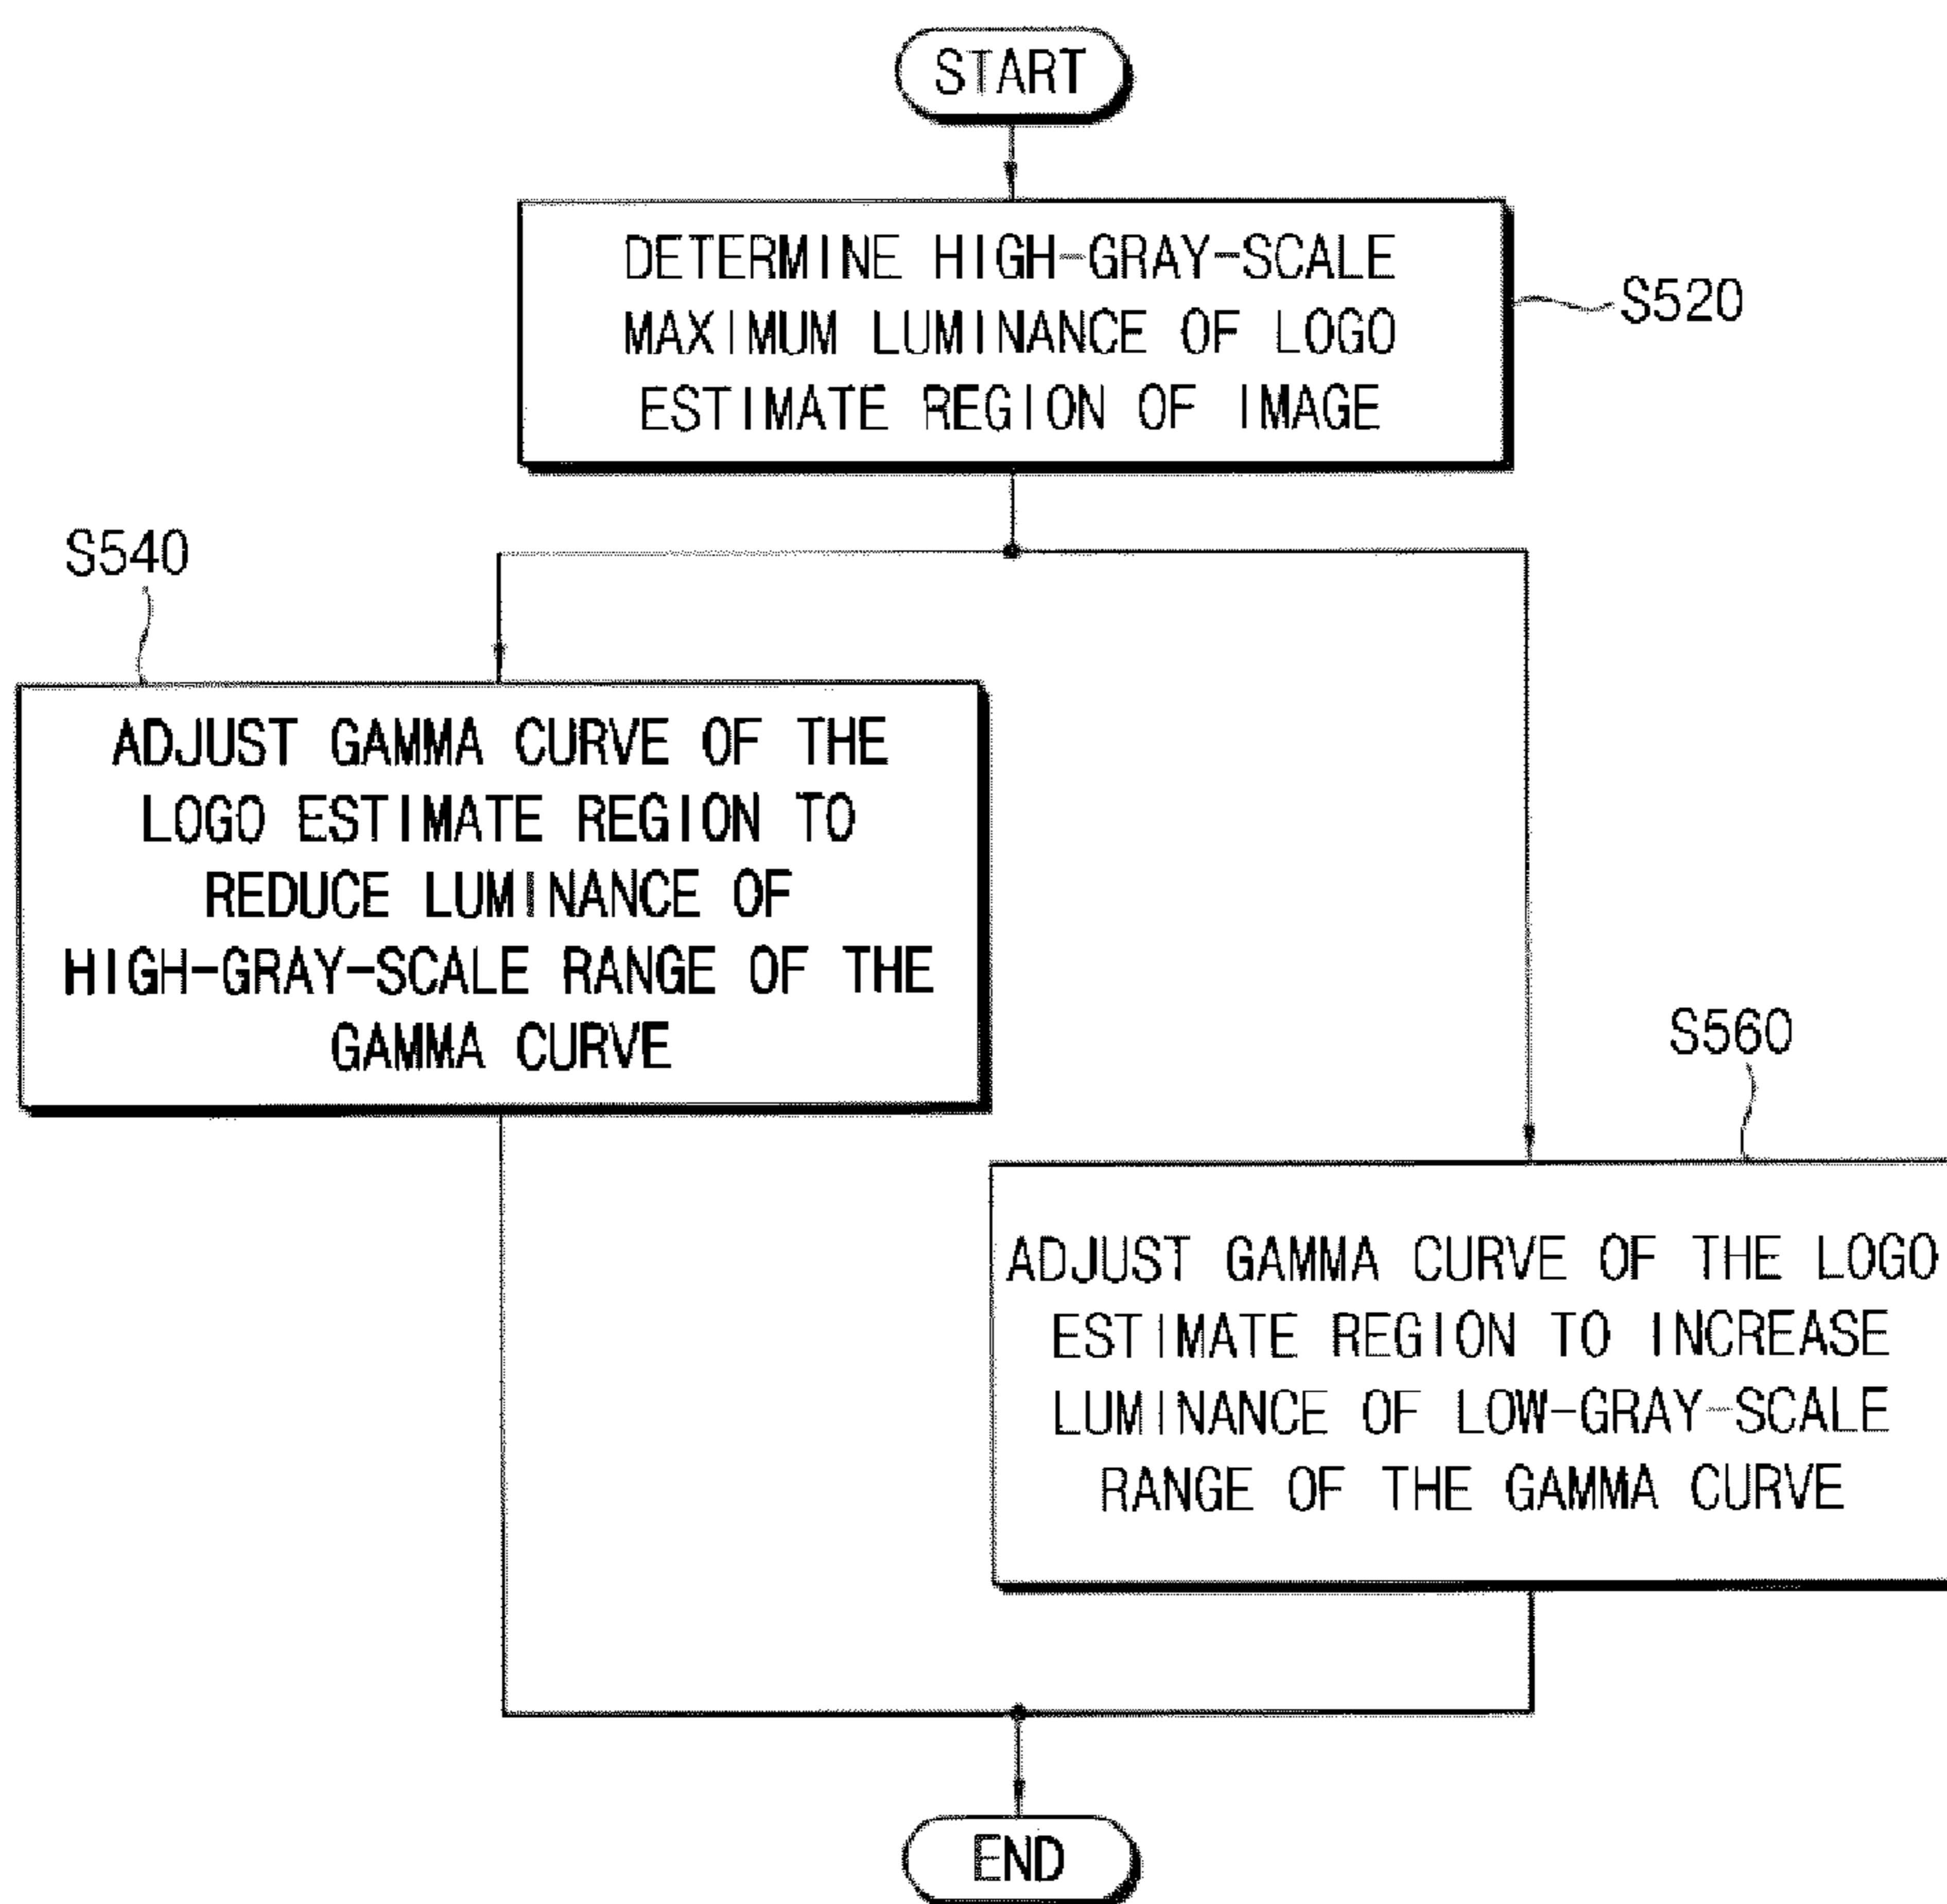 START
DETERMINE HIGH-GRAY-SCALE
MAXIMUM LUMINANCE OF LOGO
ESTIMATE REGION OF IMAGE
S520
S540
ADJUST GAMMA CURVE OF THE
LOGO ESTIMATE REGION TO
REDUCE LUMINANCE OF
HIGH-GRAY-SCALE RANGE OF THE
GAMMA CURVE
S560
ADJUST GAMMA CURVE OF THE LOGO
ESTIMATE REGION TO INCREASE
LUMINANCE OF LOW-GRAY-SCALE
RANGE OF THE GAMMA CURVE
END